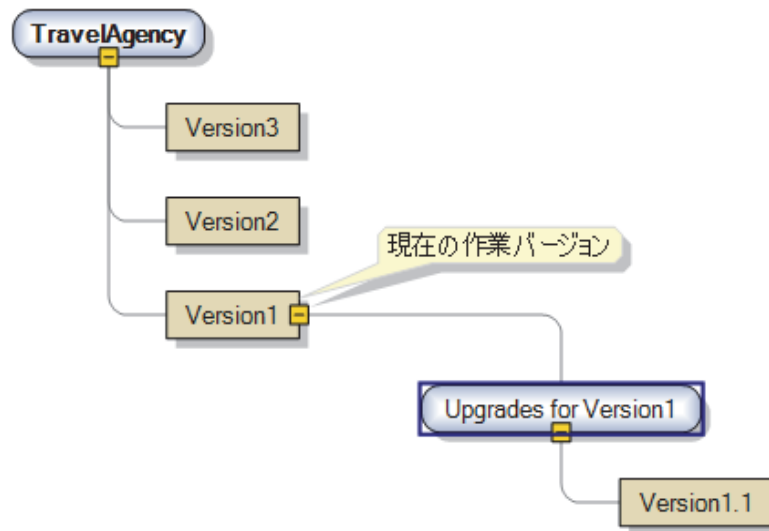 TravelAgency
Version3
Version2
現在の作業バージョン
Version1
Upgrades for Version1
Version1.1